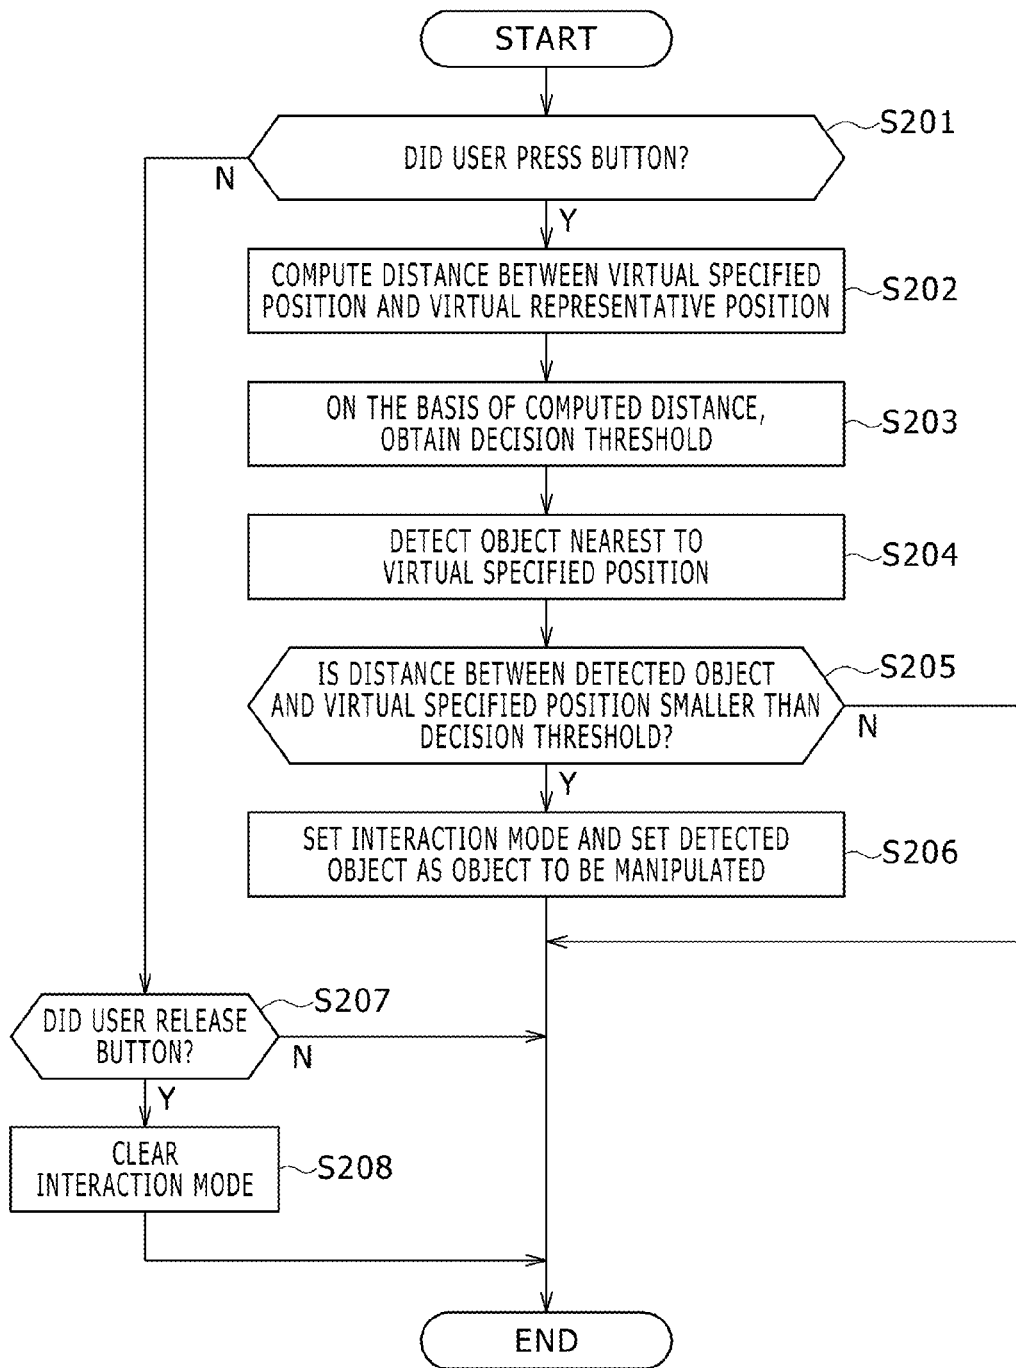 START
DID USER PRESS BUTTON?
S201
N
Y
COMPUTE DISTANCE BETWEEN VIRTUAL SPECIFIED
POSITION AND VIRTUAL REPRESENTATIVE POSITION
S202
ON THE BASIS OF COMPUTED DISTANCE,
OBTAIN DECISION THRESHOLD
S203
DETECT OBJECT NEAREST TO
VIRTUAL SPECIFIED POSITION
S204
IS DISTANCE BETWEEN DETECTED OBJECT
AND VIRTUAL SPECIFIED POSITION SMALLER THAN
DECISION THRESHOLD?
S205
N
Y
SET INTERACTION MODE AND SET DETECTED
OBJECT AS OBJECT TO BE MANIPULATED
S206
DID USER RELEASE
BUTTON?
S207
N
Y
CLEAR
INTERACTION MODE
S208
END